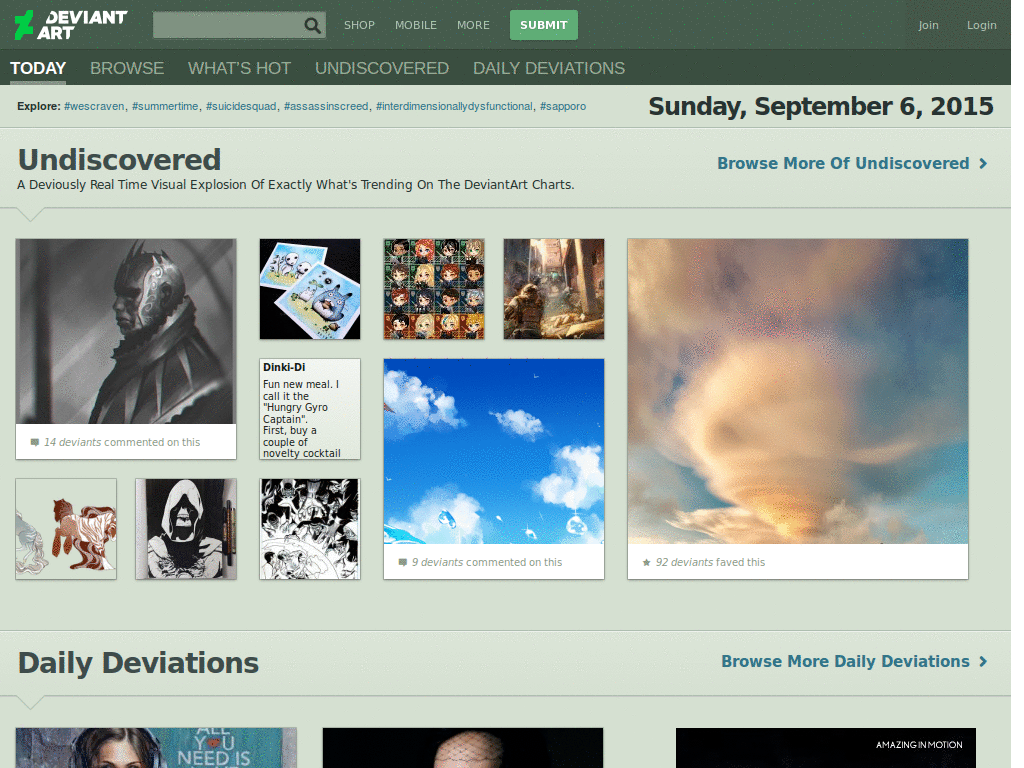 DEVIANT
ART
SHOP
MOBILE
MORE
SUBMIT
Join
Login
TODAY
BROWSE
WHAT'S HOT
UNDISCOVERED
DAILY DEVIATIONS
Explore: #wescraven, #summertime, #suicidesquad, #assassinscreed, #interdimensionallydysfunctional, #sapporo
Sunday, September 6, 2015
Undiscovered
Browse More Of Undiscovered
A Deviously Real Time Visual Explosion Of Exactly What's Trending On The DeviantArt Charts.
Dinki-Di
Fun new meal. I
call it the
"Hungry Gyro
Captain".
First, buy a
couple of
novelty cocktail
14 deviants commented on this
9 deviants commented on this
92 deviants faved this
Daily Deviations
Browse More Daily Deviations
ALL
YOU
NEED IS
AMAZING IN MOTION